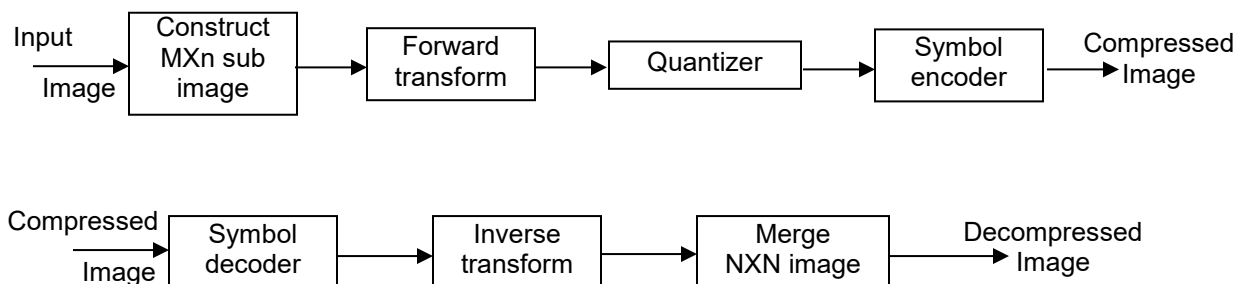 Input
Image
Construct
MXn sub
image
Forward
transform
Quantizer
Symbol
encoder
Compressed
Image
Compressed
Image
Symbol
decoder
Inverse
transform
Merge
NXN image
Decompressed
Image